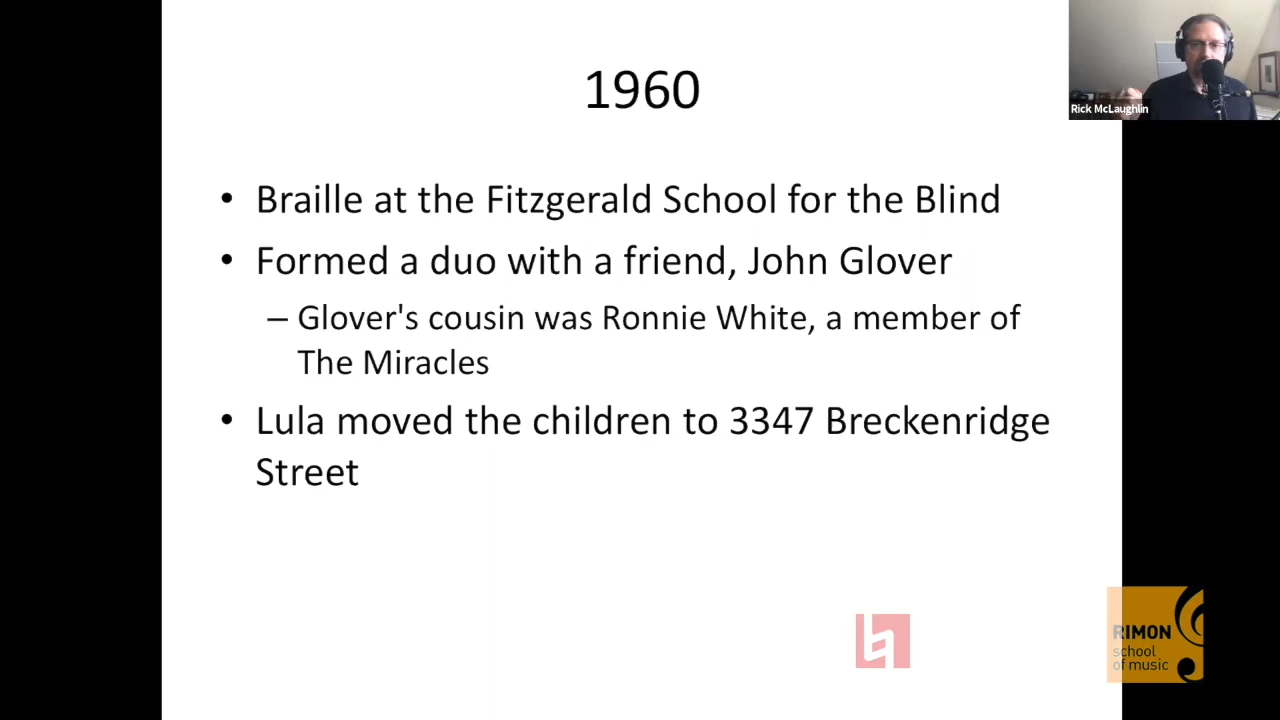 1960
Rick McLaughlin
• Braille at the Fitzgerald School for the Blind
• Formed a duo with a friend, John Glover
– Glover's cousin was Ronnie White, a member of
The Miracles
• Lula moved the children to 3347 Breckenridge
Street
RIMON
school
of music